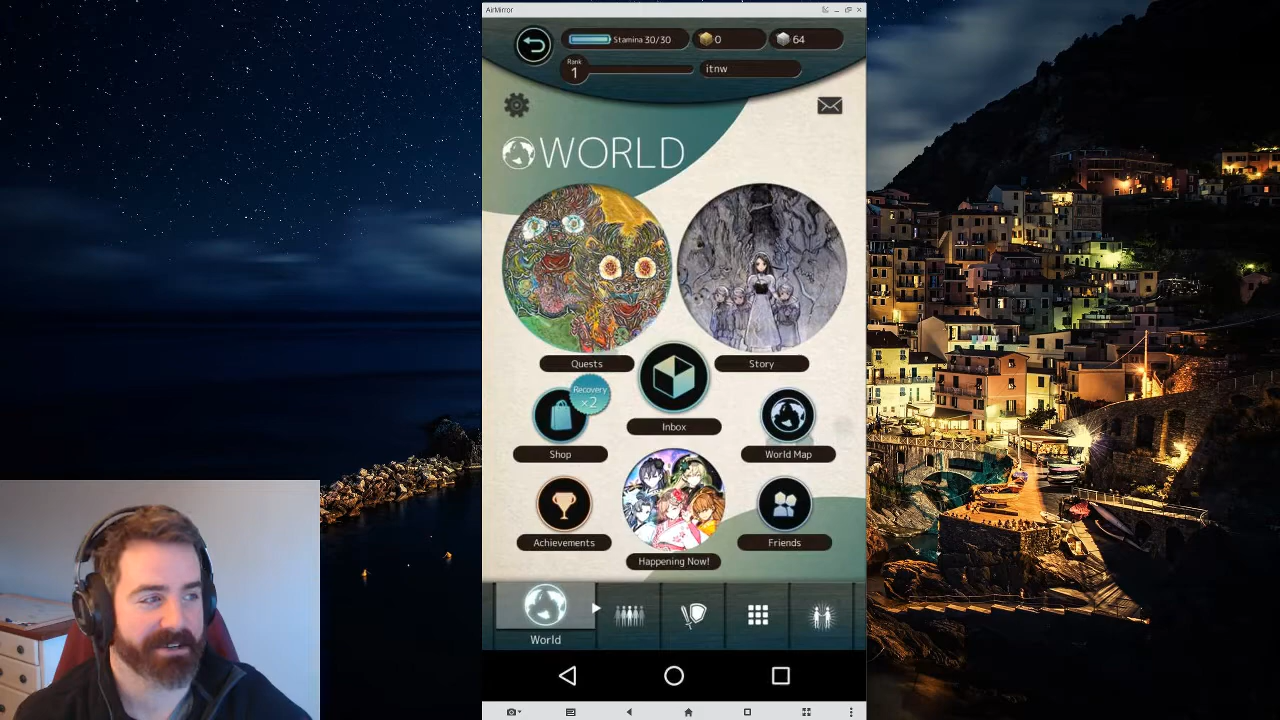 AirMirror
Stamina 30/30
0
64
Rank
1
itnw
WORLD
Quests
Story
Recovery
×2
Inbox
Shop
World Map
Achievements
Friends
Happening Now!
World